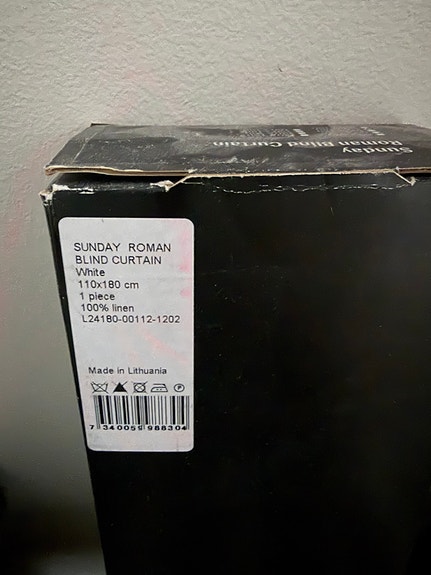 Sunday
Roman Blind Curtain
SUNDAY ROMAN
BLIND CURTAIN
White
110x180 cm
1 piece
100% linen
L24180-00112-1202
Made in Lithuania
P
7 340055 988304